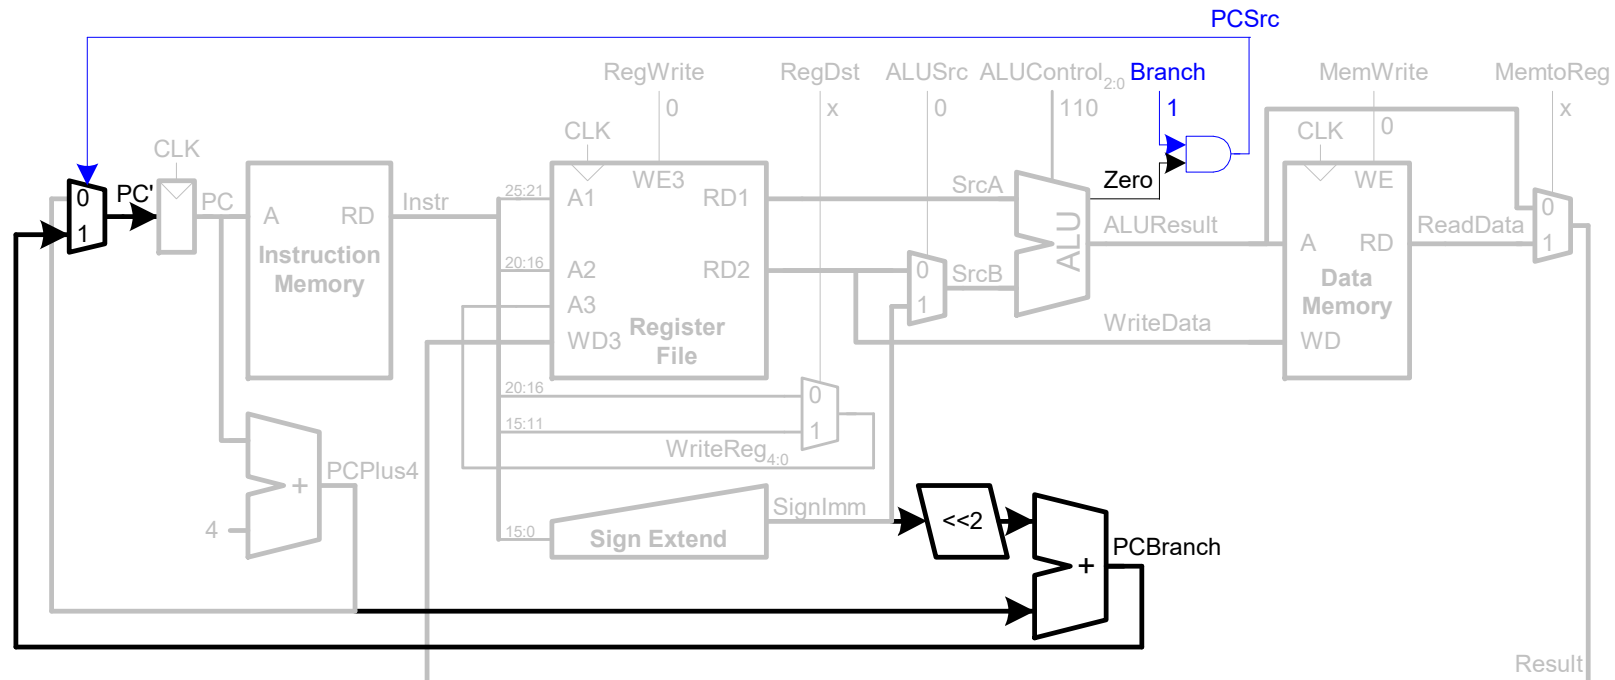 PCSrc
RegWrite RegDst ALUSrc ALUControl2:0 Branch MemWrite MemtoReg
0 x 0 110 1 0 x
CLK CLK CLK
0 PC' PC A RD Instr 25:21 A1 WE3 RD1 SrcA Zero WE 0
1
Instruction
Memory
20:16 A2 RD2 0 SrcB ALU ALUResult A RD ReadData 1
A3 1
Data
Memory
WD3 Register
File
WriteData WD
20:16 0
15:11 1
WriteReg4:0
PCPlus4
+
4
SignImm
15:0 Sign Extend
<<2
+ PCBranch
Result